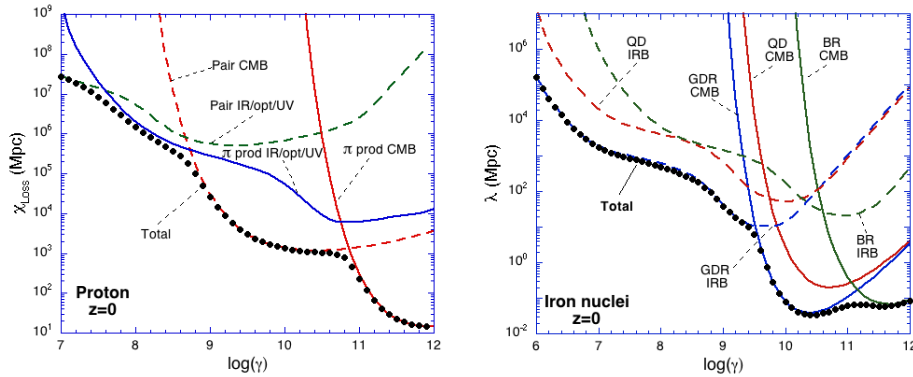 10⁹
10⁸
10⁷
10⁶
10⁵
10⁴
10³
10²
10¹
χLOSS (Mpc)
Pair CMB
Pair IR/opt/UV
π prod IR/opt/UV
π prod CMB
Total
Proton
z=0
7 8 9 10 11 12
log(γ)
10⁶
10⁴
10²
10⁰
10⁻²
λ (Mpc)
QD
IRB
GDR
CMB
QD
CMB
BR
CMB
Total
GDR
IRB
BR
IRB
Iron nuclei
z=0
6 7 8 9 10 11 12
log(γ)